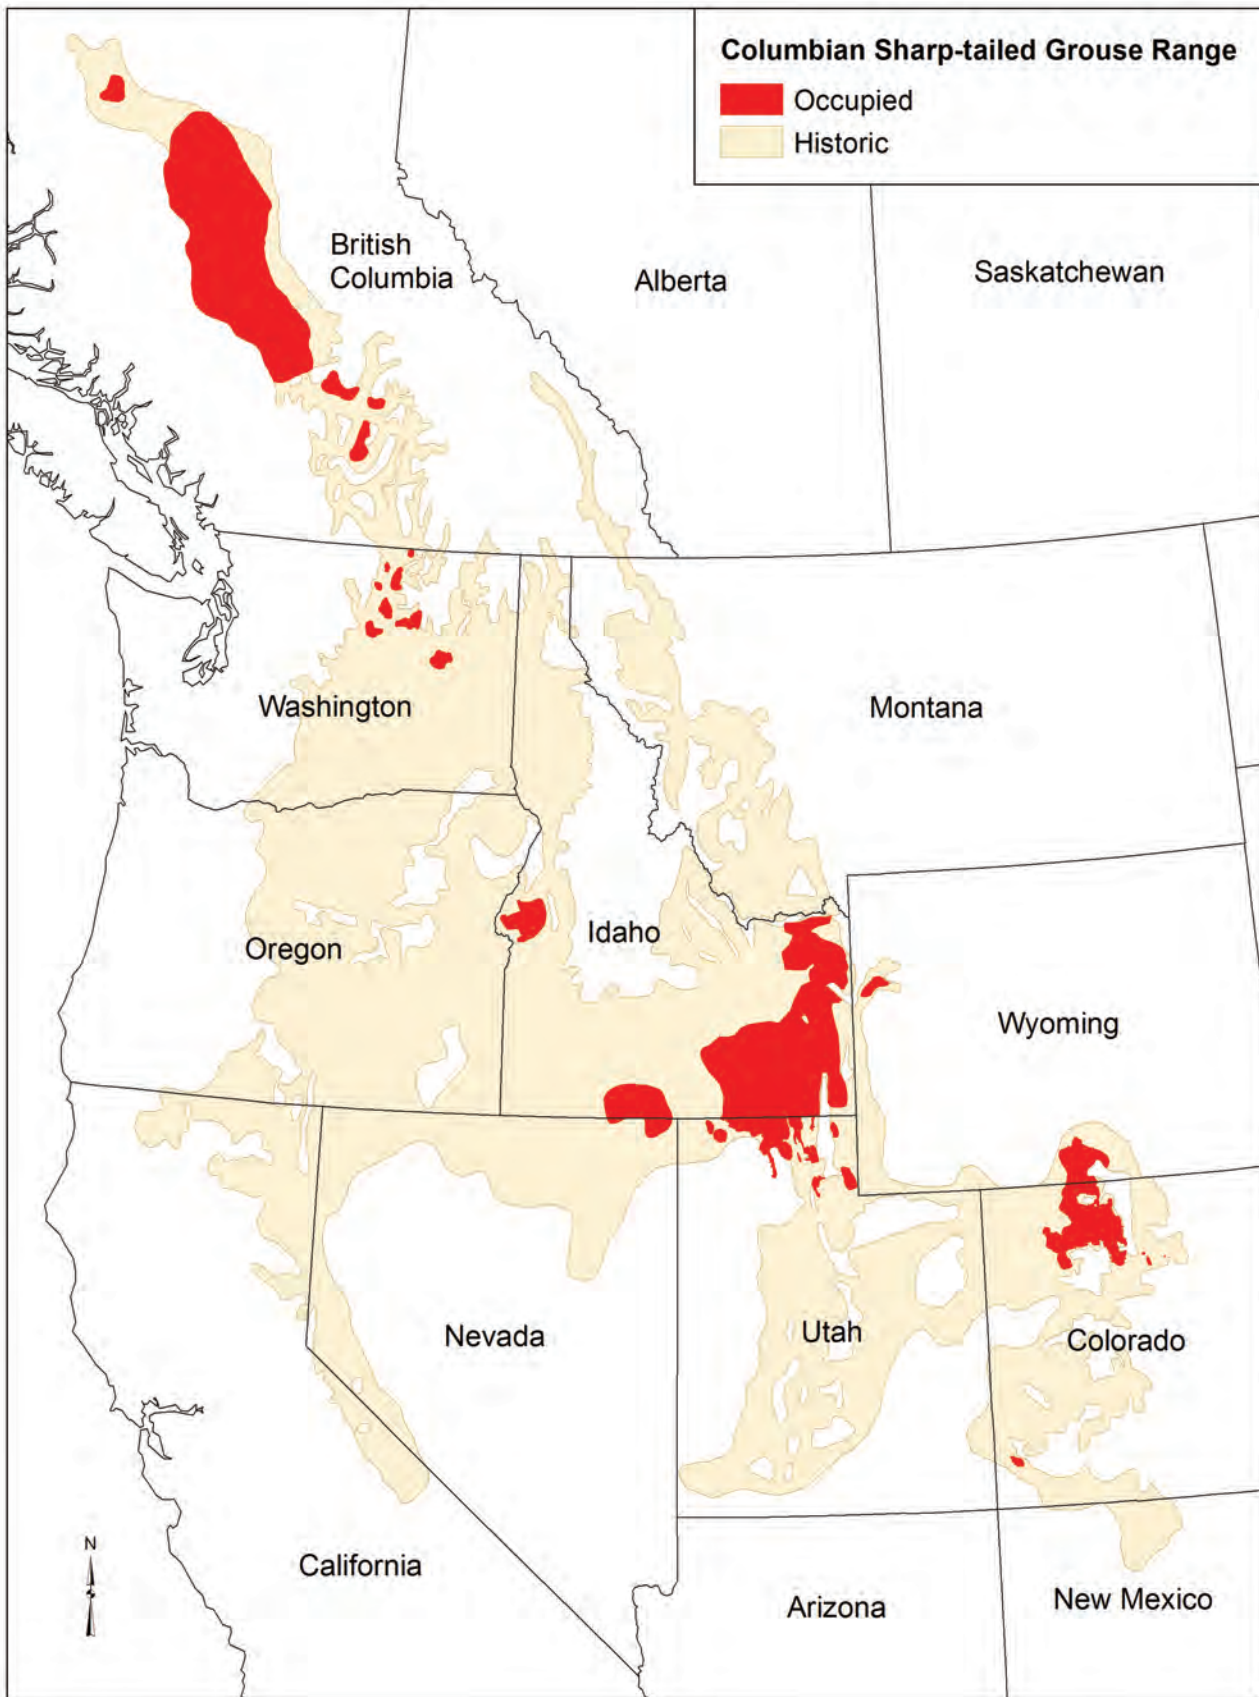 Columbian Sharp-tailed Grouse Range
Occupied
Historic
British
Columbia
Alberta
Saskatchewan
Washington
Montana
Oregon
Idaho
Wyoming
Nevada
Utah
Colorado
California
Arizona
New Mexico
N